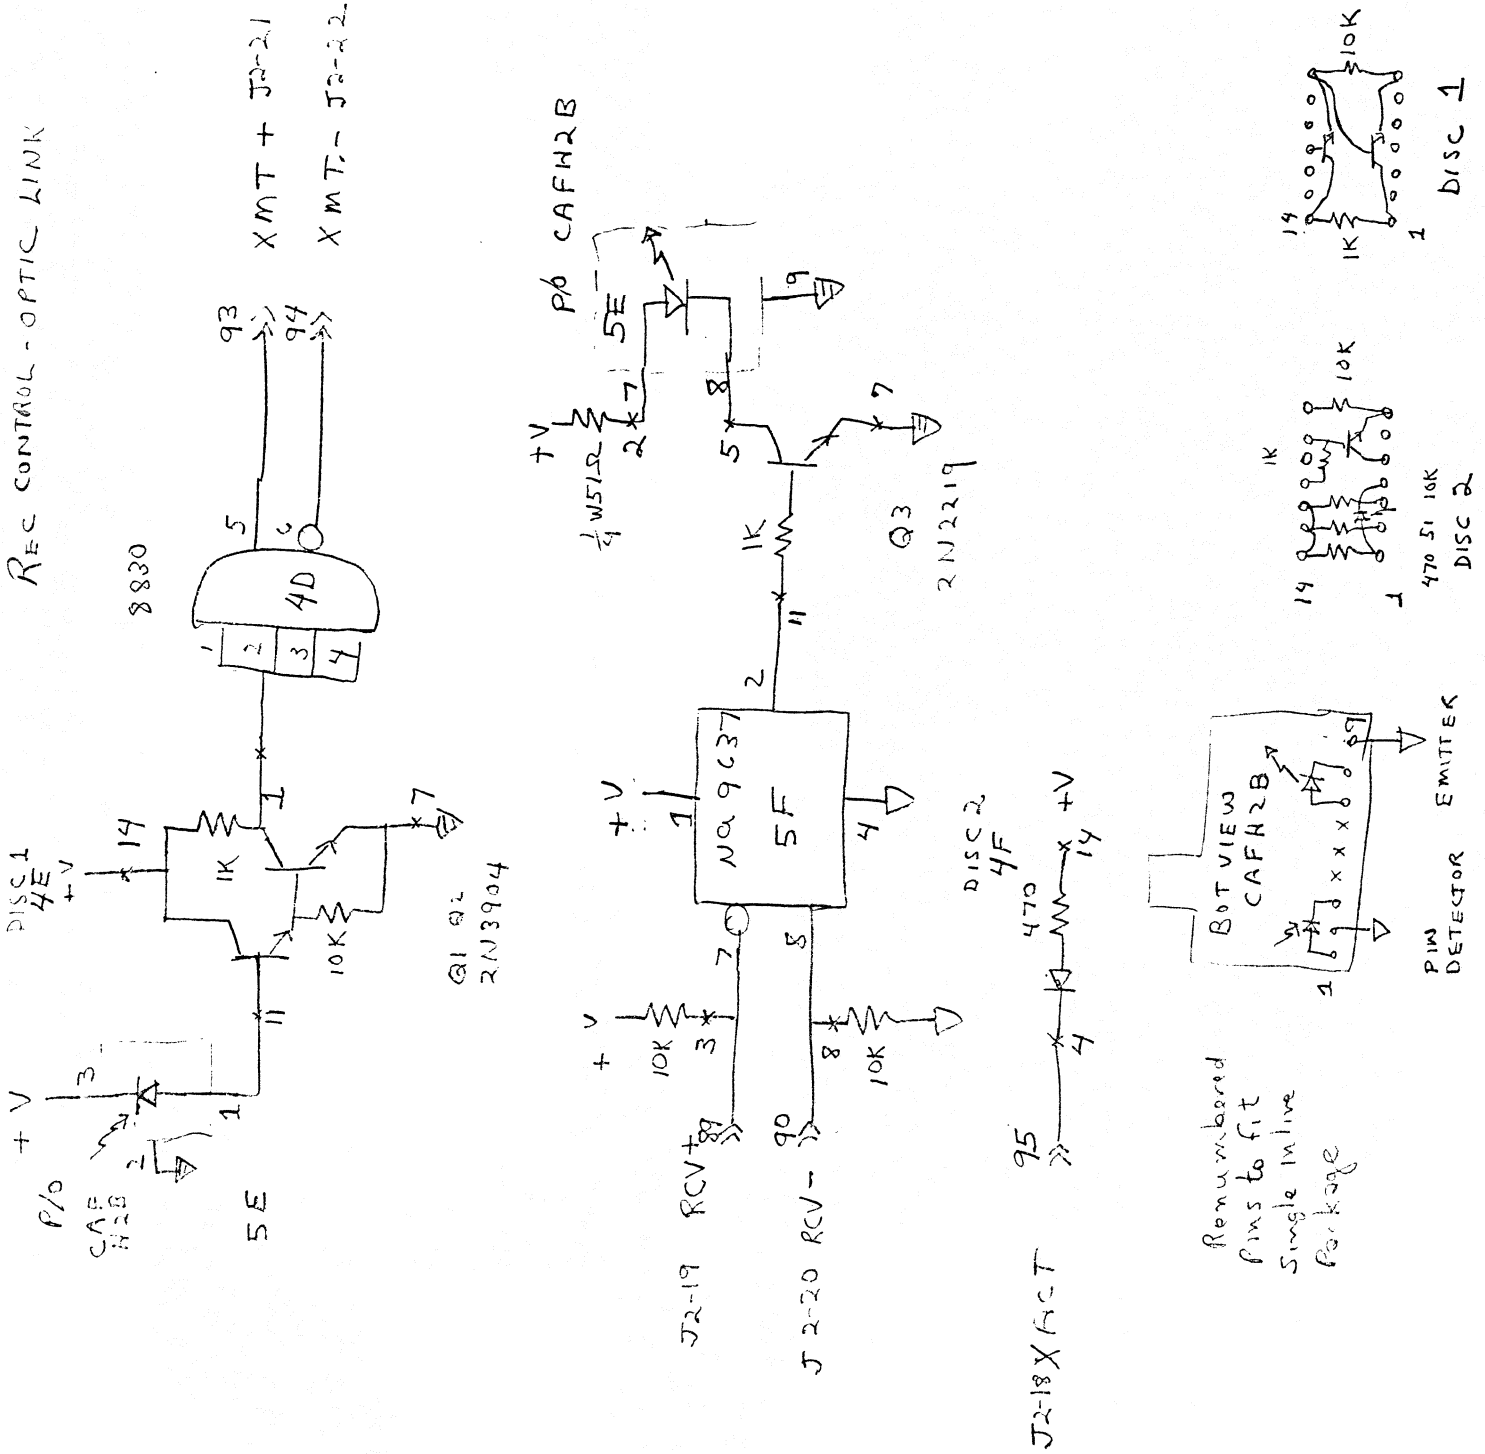 REC CONTROL - OPTIC LINK
P/O
CAF
H2B
5E
+ V
3
2
1
11
DISC 1
4E
+V
14
1K
10K
1
7
Q1 Q2
2N3904
8830
1
2
3
4
4D
5
6
93
94
XMT + J2-21
XMT - J2-22
J2-19 RCV+
J2-20 RCV-
89
90
+ V
10K
3
7
8
8
10K
+V
1
Na 9C37
5F
4
2
11
1K
Q3
2N2219
+V
1/4 W51Ω
2
7
5
8
7
P/O CAFH2B
5E
9
J2-18 XACT
95
4
DISC 2
4F
470
+V
14
Renumbered
Pins to fit
Single Inline
Package
BOT VIEW
CAFH2B
1
X X X
9
PIN
DETECTOR
EMITTER
14
1K
10K
1
470 51 10K
DISC 2
14
1K
10K
1
DISC 1